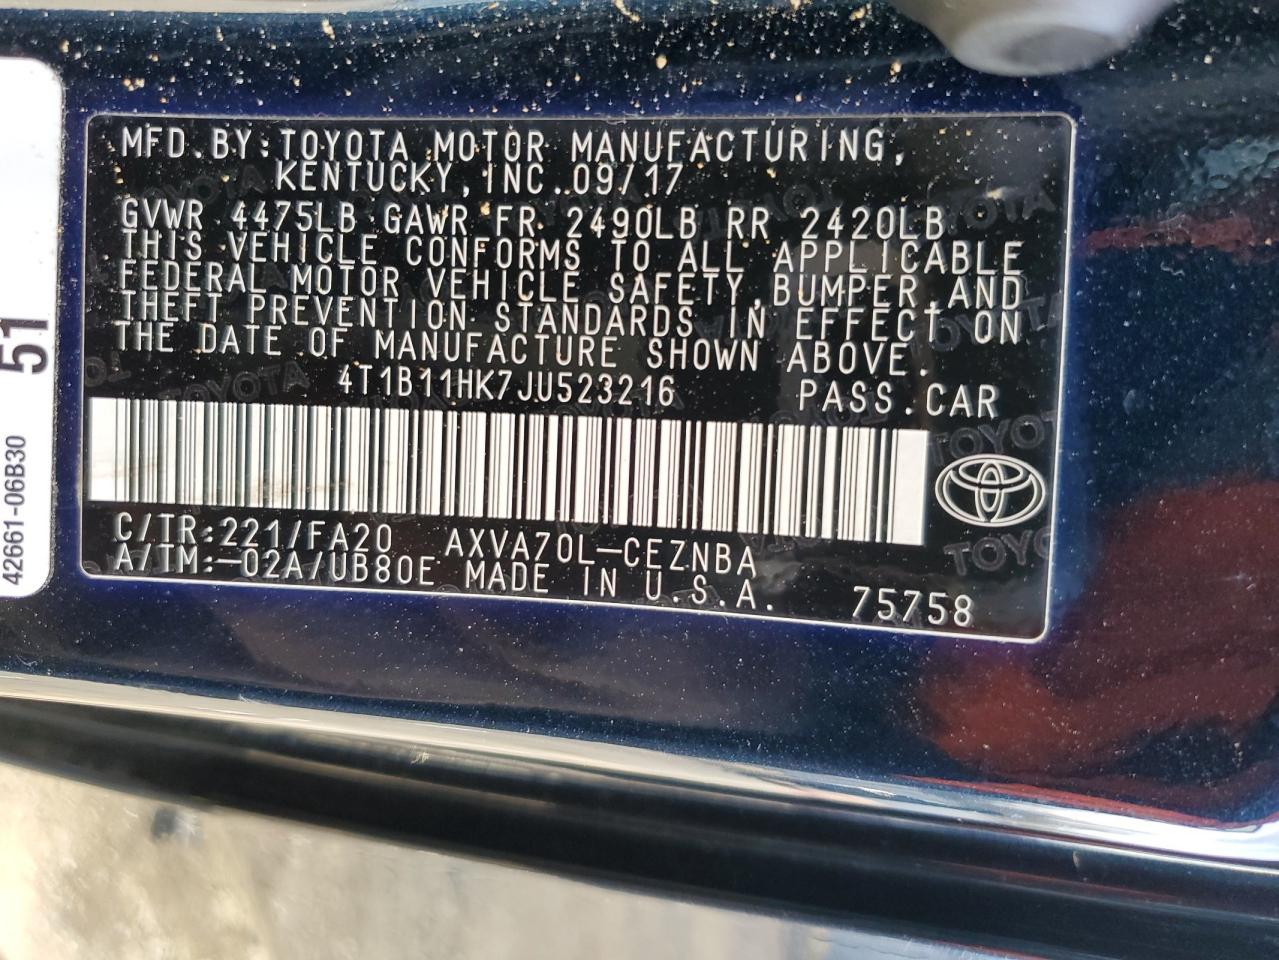 MFD. BY: TOYOTA MOTOR MANUFACTURING,
KENTUCKY, INC. 09/17
GVWR 4475LB GAWR FR 2490LB RR 2420LB
THIS VEHICLE CONFORMS TO ALL APPLICABLE
FEDERAL MOTOR VEHICLE SAFETY, BUMPER, AND
THEFT PREVENTION STANDARDS IN EFFECT ON
THE DATE OF MANUFACTURE SHOWN ABOVE.
4T1B11HK7JU523216 PASS. CAR
C/TR: 221/FA20 AXVA70L-CEZNBA
A/TM: -02A/UB80E MADE IN U.S.A. 75758
51
42661-06B30